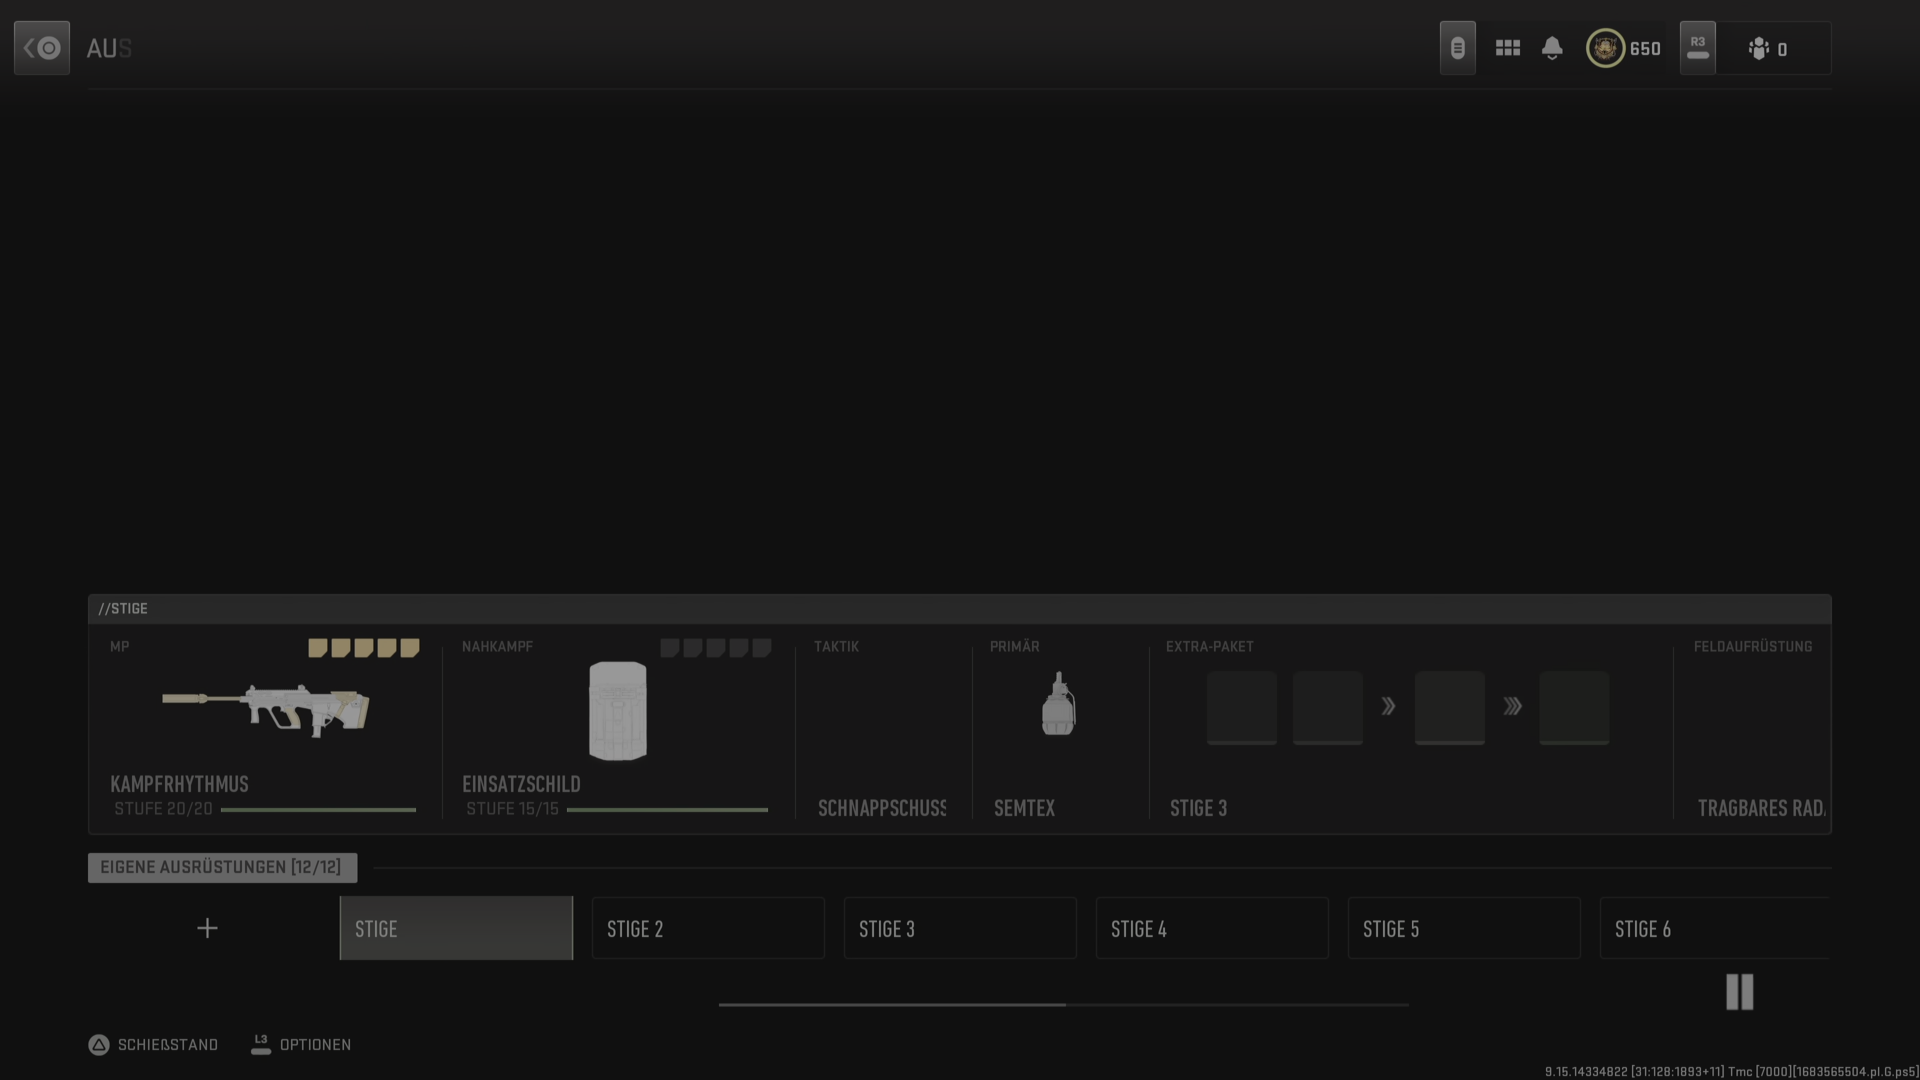 AUS
650
R3
0
//STIGE
MP
NAHKAMPF
TAKTIK
PRIMÄR
EXTRA-PAKET
FELDAUFRÜSTUNG
KAMPFRHYTHMUS
STUFE 20/20
EINSATZSCHILD
STUFE 15/15
SCHNAPPSCHUSS
SEMTEX
STIGE 3
TRAGBARES RADA
EIGENE AUSRÜSTUNGEN [12/12]
+
STIGE
STIGE 2
STIGE 3
STIGE 4
STIGE 5
STIGE 6
SCHIEßSTAND
L3
OPTIONEN
9.15.14334822 [31:128:1893+11] Tmc [7000][1683565504.pl.G.ps5]